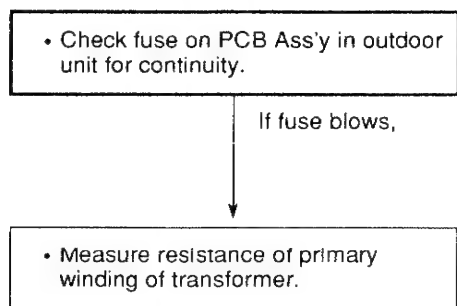 • Check fuse on PCB Ass'y in outdoor
unit for continuity.
If fuse blows,
• Measure resistance of primary
winding of transformer.